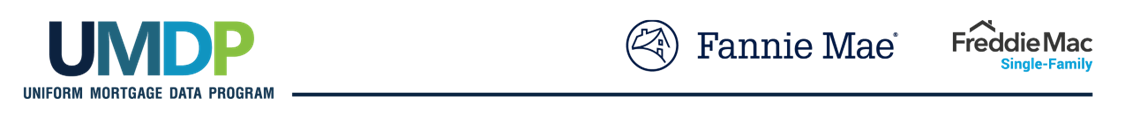 UMDP
UNIFORM MORTGAGE DATA PROGRAM
Fannie Mae®
Freddie Mac
Single-Family